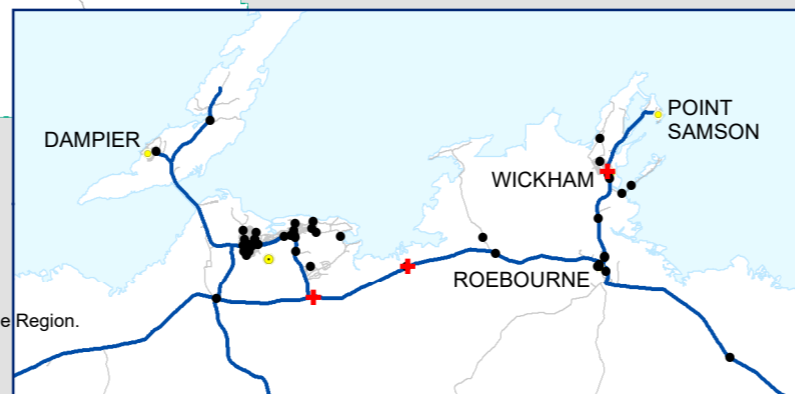 DAMPIER
POINT
SAMSON
WICKHAM
ROEBOURNE
e Region.